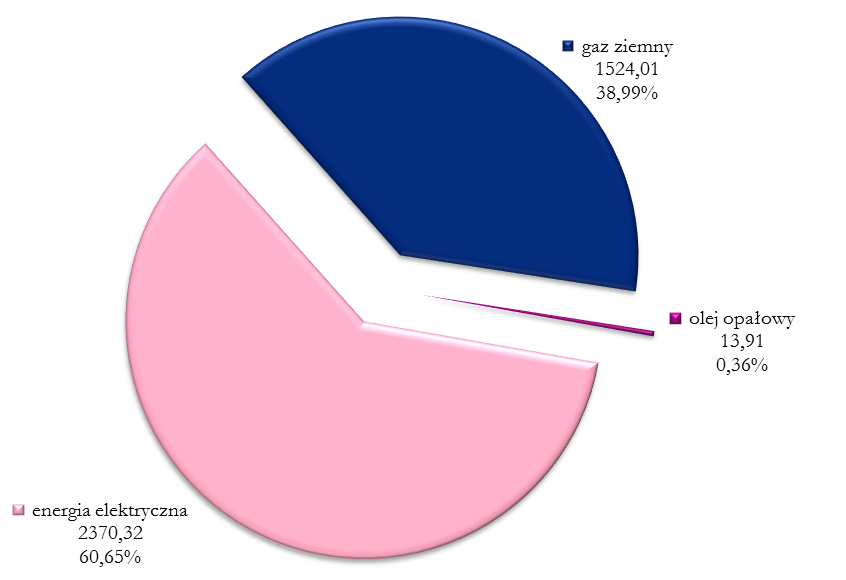 gaz ziemny
1524,01
38,99%
olej opałowy
13,91
0,36%
energia elektryczna
2370,32
60,65%